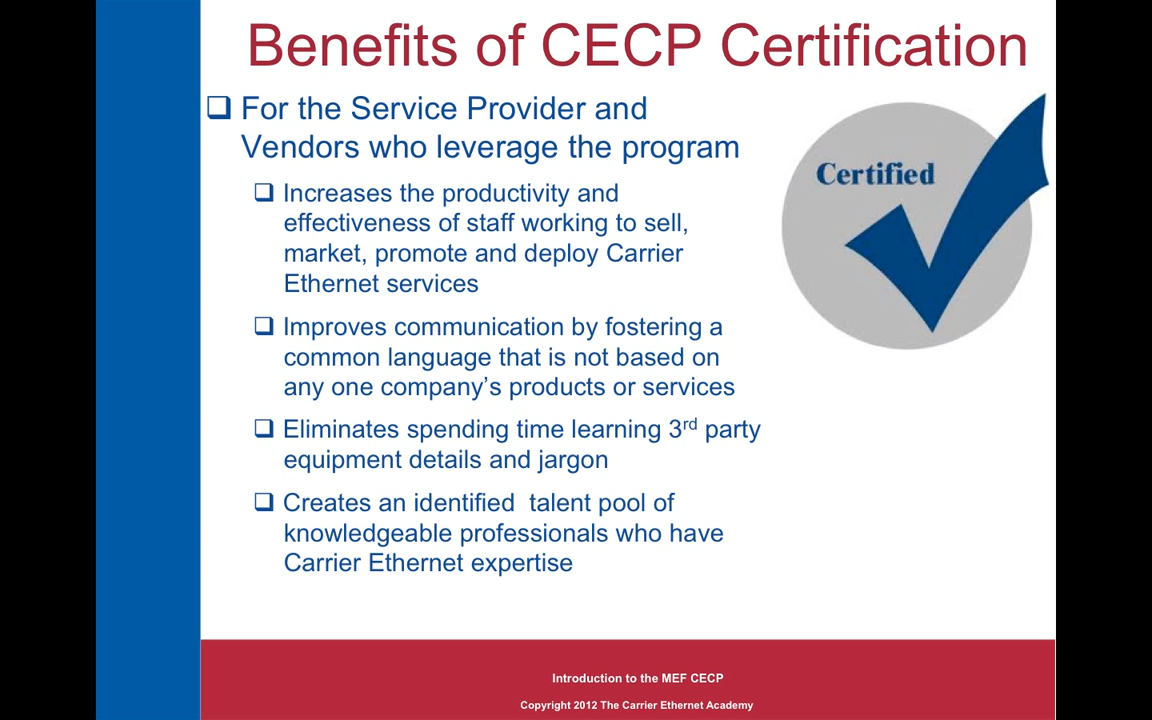 Benefits of CECP Certification
❑ For the Service Provider and
Vendors who leverage the program
❑ Increases the productivity and
effectiveness of staff working to sell,
market, promote and deploy Carrier
Ethernet services
❑ Improves communication by fostering a
common language that is not based on
any one company’s products or services
❑ Eliminates spending time learning 3rd party
equipment details and jargon
❑ Creates an identified  talent pool of
knowledgeable professionals who have
Carrier Ethernet expertise
Certified
Introduction to the MEF CECP
Copyright 2012 The Carrier Ethernet Academy